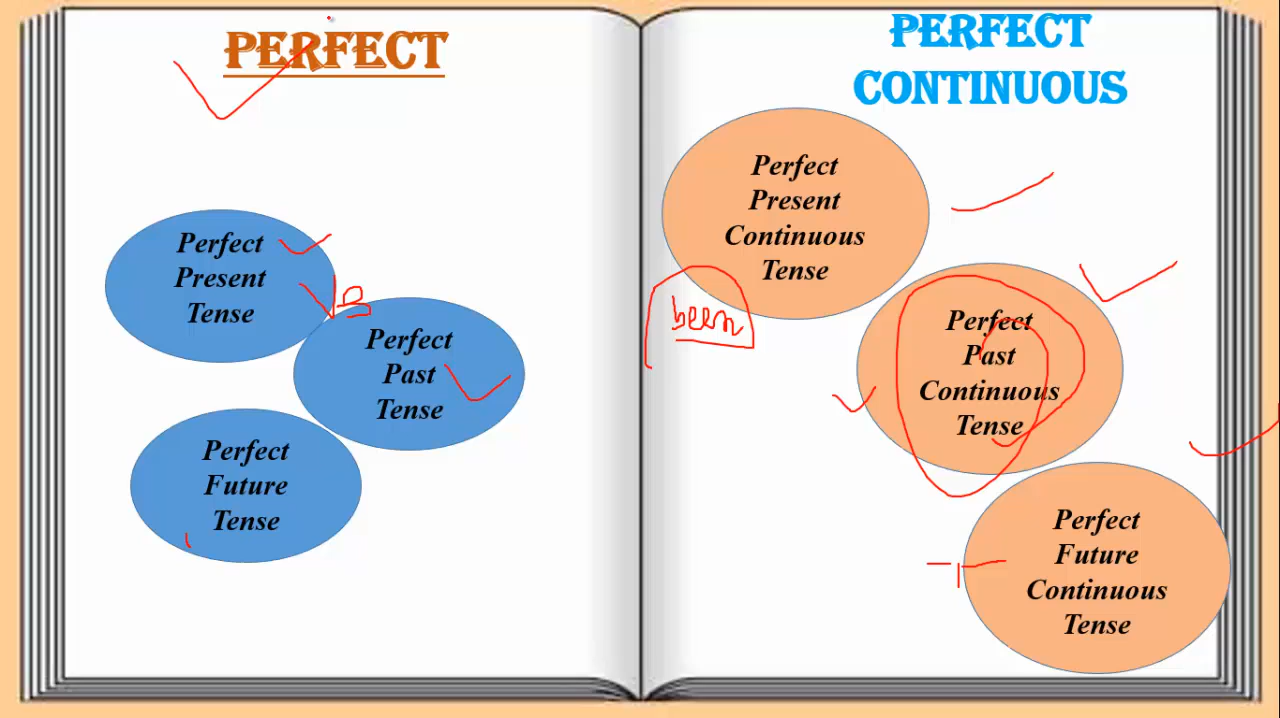 PERFECT
Perfect
Present
Tense
Perfect
Past
Tense
Perfect
Future
Tense
PERFECT
CONTINUOUS
Perfect
Present
Continuous
Tense
been
Perfect
Past
Continuous
Tense
Perfect
Future
Continuous
Tense